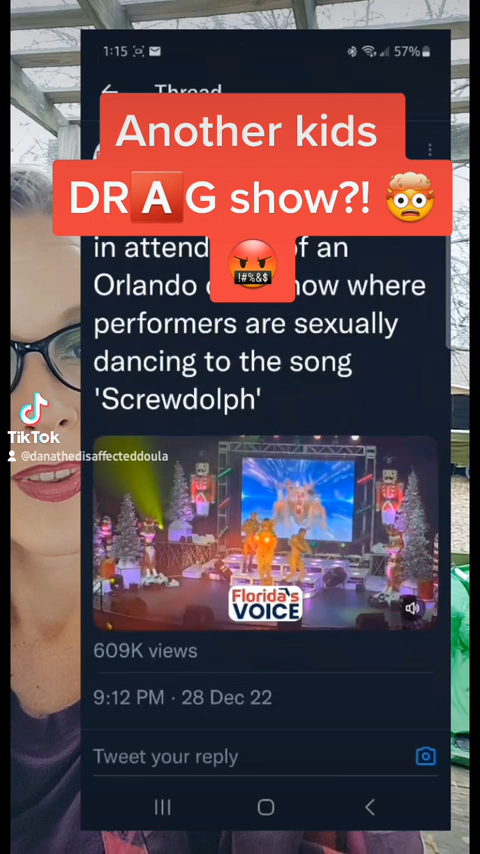 1:15 57%
Thread
Another kids
DRAG show?! 🤯
🤬
in attend of an
Orlando how where
performers are sexually
dancing to the song
'Screwdolph'
TikTok
@danathedisaffecteddoula
Florida's
VOICE
609K views
9:12 PM · 28 Dec 22
Tweet your reply